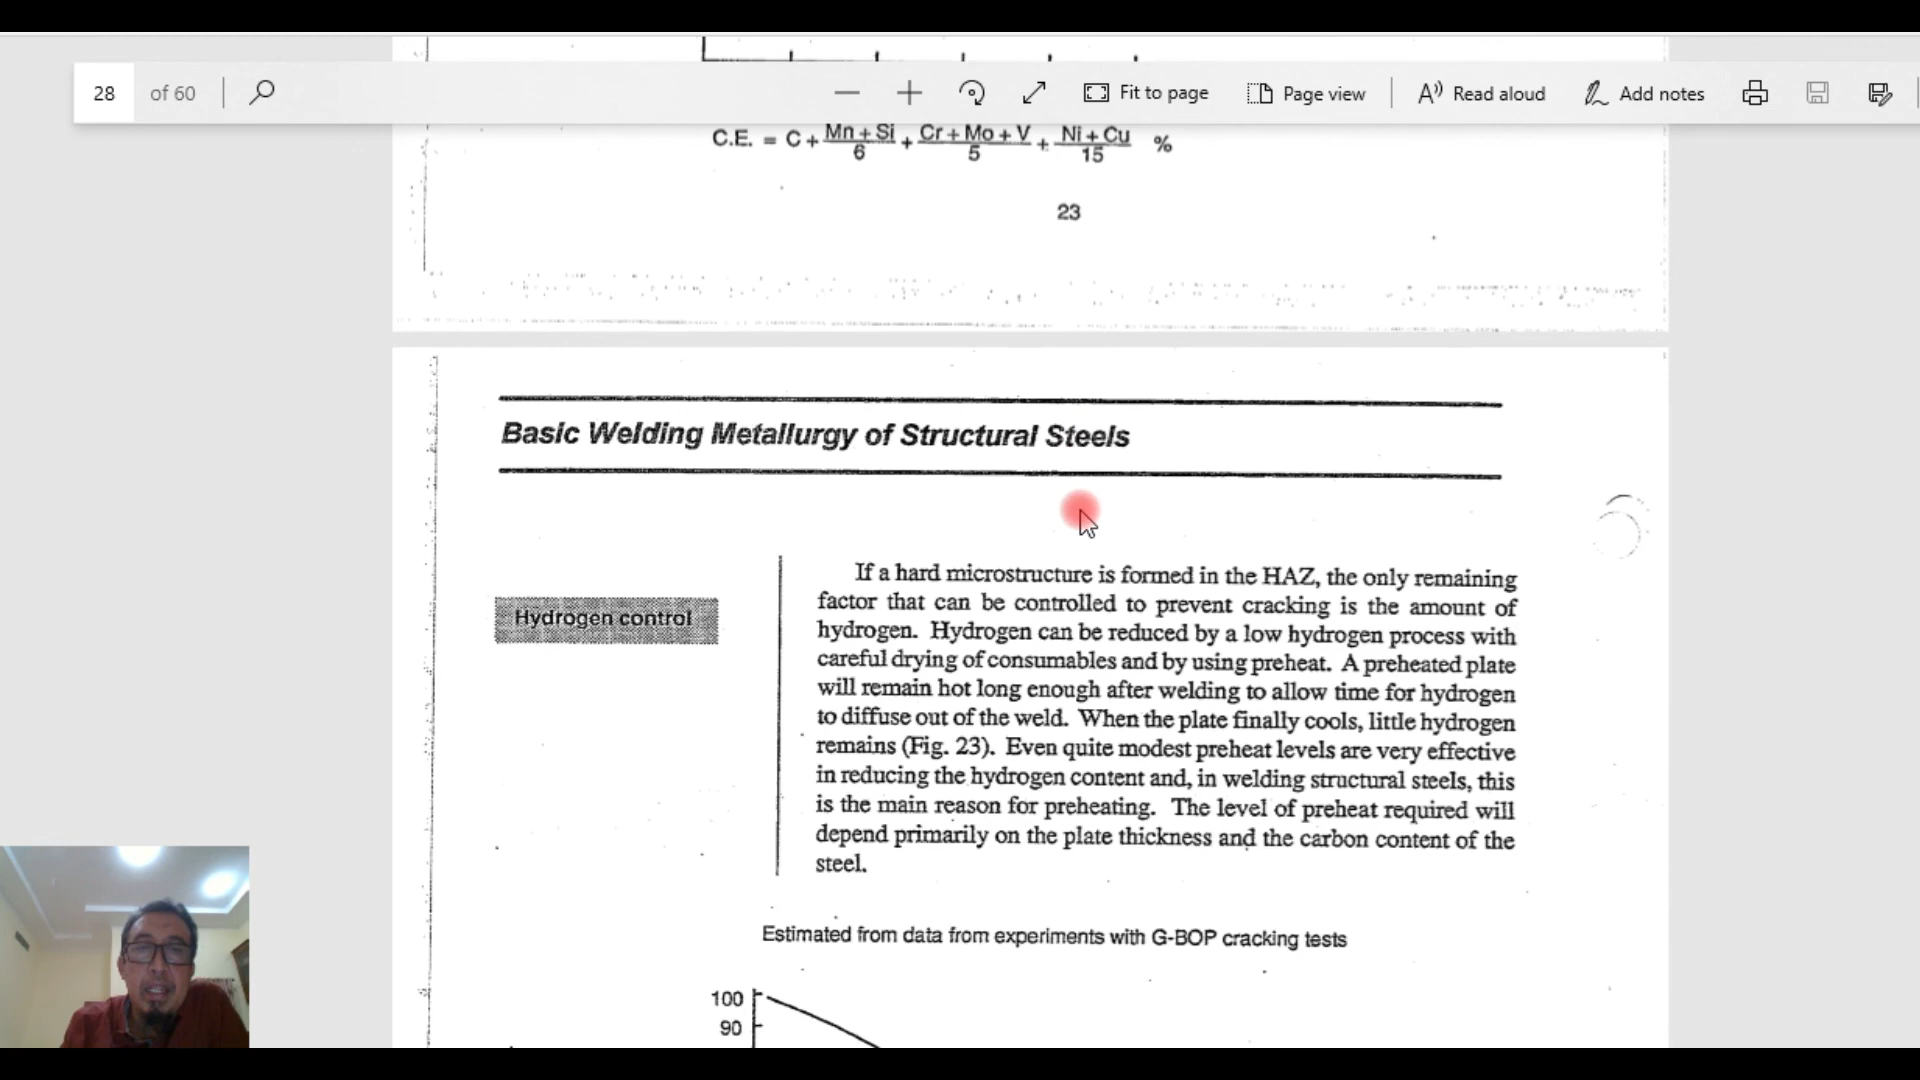 28 of 60 Fit to page Page view Read aloud Add notes
C.E. = C + Mn + Si / 6 + Cr + Mo + V / 5 + Ni + Cu / 15 %
23
Basic Welding Metallurgy of Structural Steels
Hydrogen control
If a hard microstructure is formed in the HAZ, the only remaining
factor that can be controlled to prevent cracking is the amount of
hydrogen. Hydrogen can be reduced by a low hydrogen process with
careful drying of consumables and by using preheat. A preheated plate
will remain hot long enough after welding to allow time for hydrogen
to diffuse out of the weld. When the plate finally cools, little hydrogen
remains (Fig. 23). Even quite modest preheat levels are very effective
in reducing the hydrogen content and, in welding structural steels, this
is the main reason for preheating. The level of preheat required will
depend primarily on the plate thickness and the carbon content of the
steel.
Estimated from data from experiments with G-BOP cracking tests
100
90